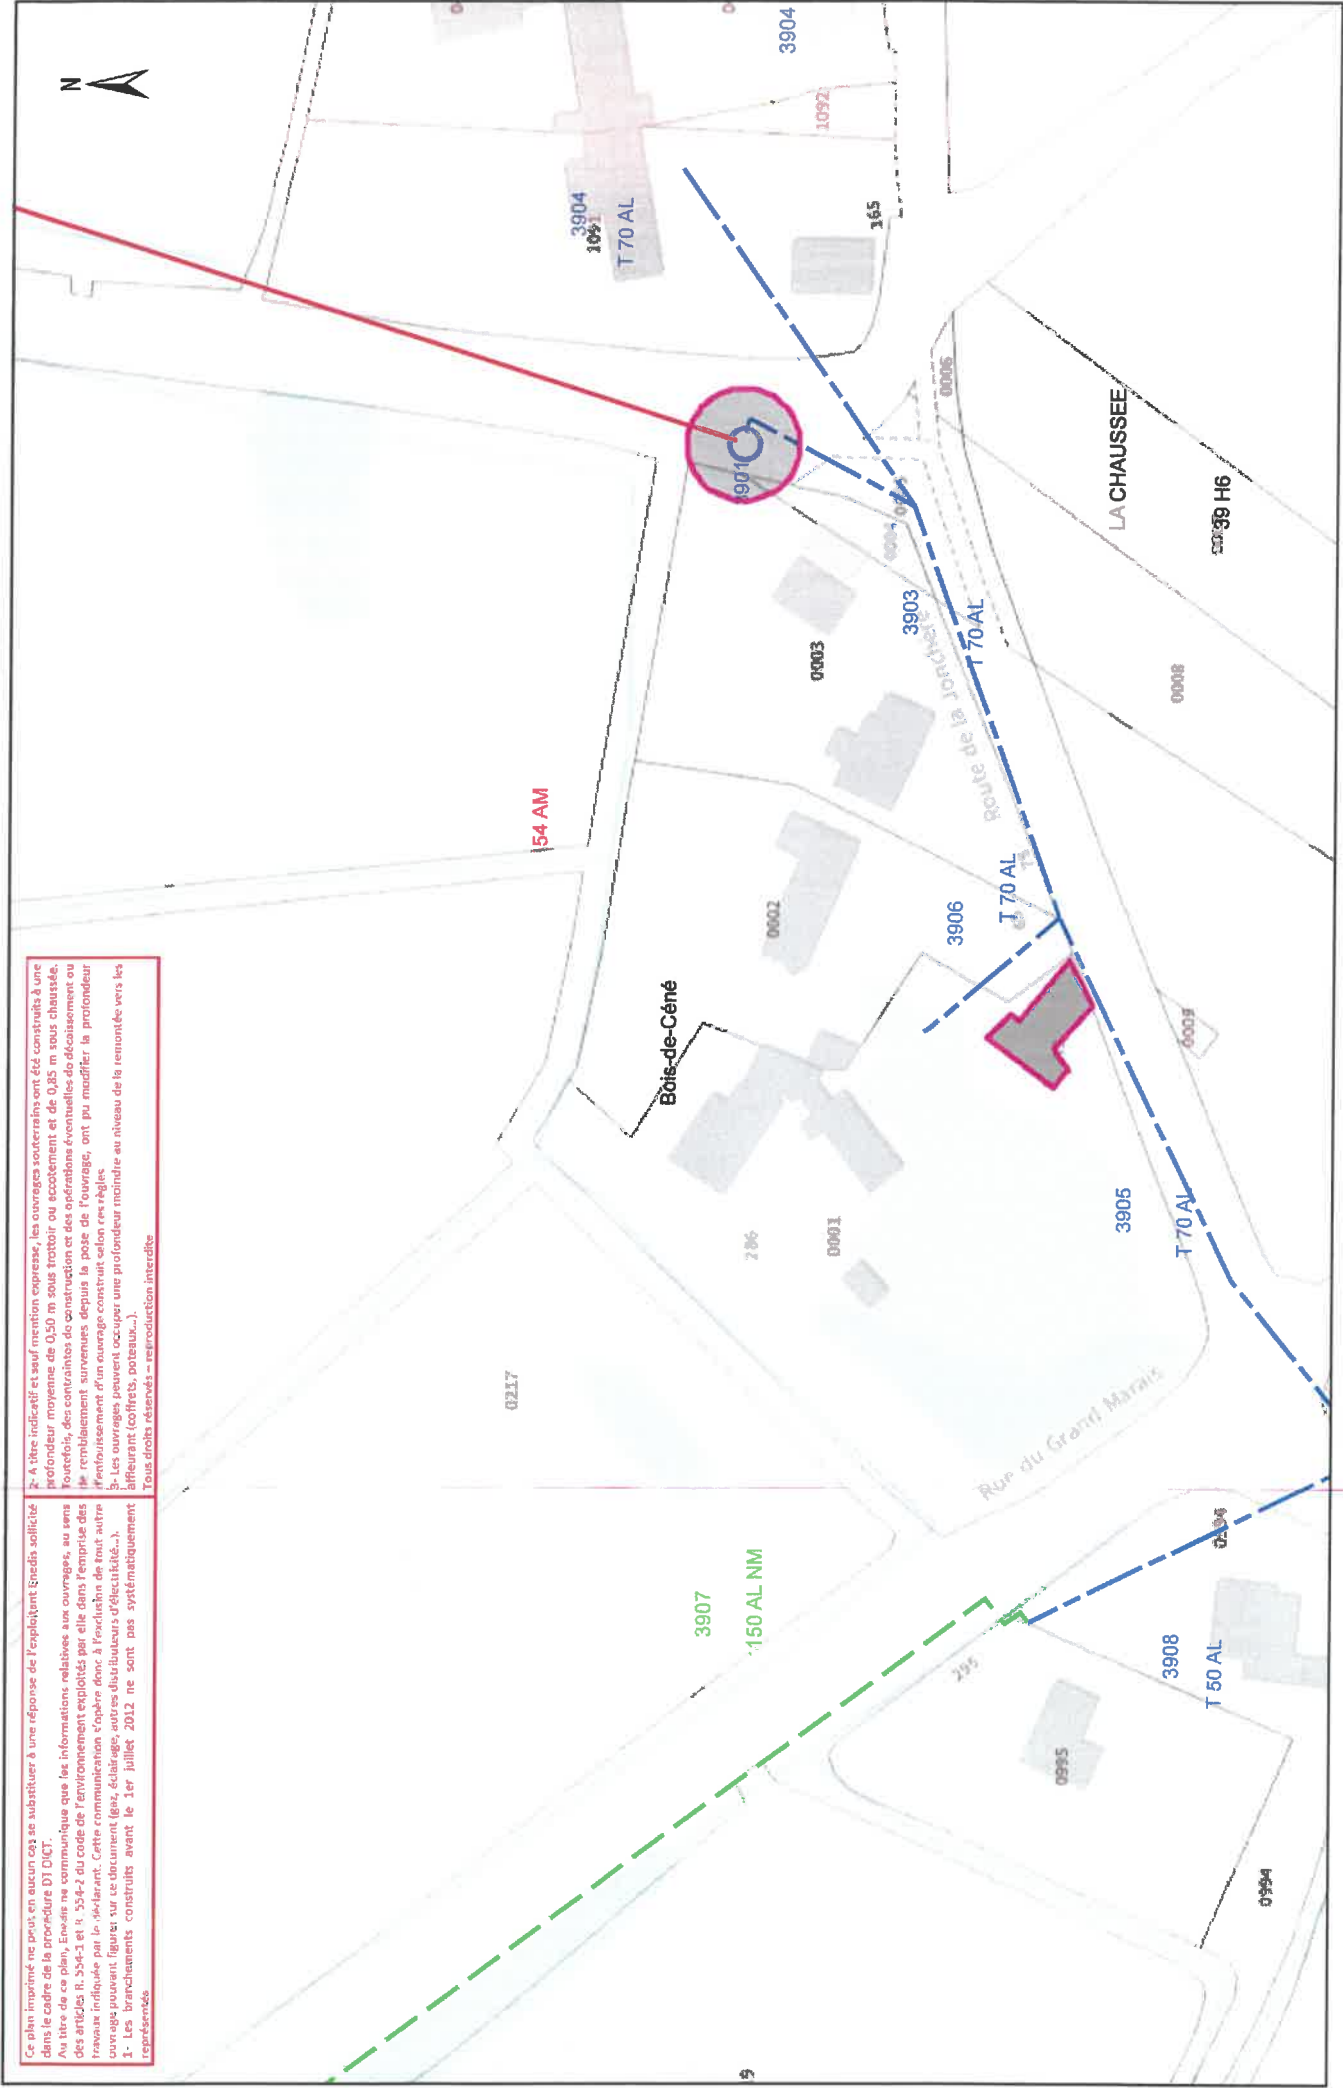 Ce plan imprimé ne peut en aucun cas se substituer à une réponse de l'exploitant Enedis sollicité
dans le cadre de la procédure DT DICT.
Au titre de ce plan, Enedis ne communique que les informations relatives aux ouvrages, au sens
des articles R. 554-1 et R. 554-2 du code de l'environnement exploités par elle dans l'emprise des
travaux indiquée par le déclarant. Cette communication s'opère donc à l'exclusion de tout autre
ouvrage pouvant figurer sur ce document (gaz, éclairage, autres distributeurs d'électricité...).
1- Les branchements construits avant le 1er juillet 2012 ne sont pas systématiquement
représentés
2- A titre indicatif et sauf mention expresse, les ouvrages souterrains ont été construits à une
profondeur moyenne de 0,50 m sous trottoir ou accotement et de 0,85 m sous chaussée.
Toutefois, des contraintes de construction et des opérations éventuelles de décaissement ou
de remblaiement survenues depuis la pose de l'ouvrage, ont pu modifier la profondeur
d'enfouissement d'un ouvrage construit selon ces règles
3- Les ouvrages peuvent occuper une profondeur moindre au niveau de la remontée vers les
affleurant (coffrets, poteaux...).
Tous droits réservés – reproduction interdite
N
54 AM
3904
1091
T 70 AL
3904
1092
165
3901
0217
Bois-de-Céné
0002
0003
286
0001
3903
T 70 AL
Route de la Jonchère
0006
LA CHAUSSEE
39 H6
0008
3906
T 70 AL
0009
3905
T 70 AL
Rue du Grand Marais
3907
150 AL NM
295
3908
T 50 AL
0995
0994
9